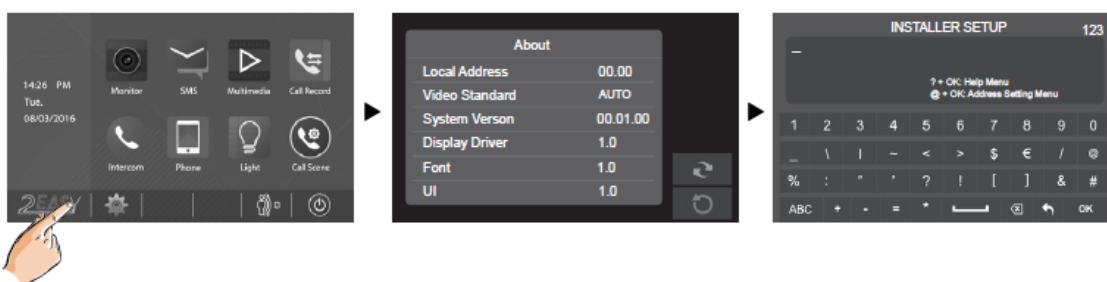 14:26 PM
Tue.
08/03/2016
Monitor SMS Multimedia Call Record
Intercom Phone Light Call Scene
2EASY
About
Local Address 00.00
Video Standard AUTO
System Verson 00.01.00
Display Driver 1.0
Font 1.0
UI 1.0
INSTALLER SETUP 123
_
? + OK: Help Menu
@ + OK: Address Setting Menu
1 2 3 4 5 6 7 8 9 0
_ \ | ~ < > $ € / @
% : " ' ? ! [ ] & #
ABC + - = * OK